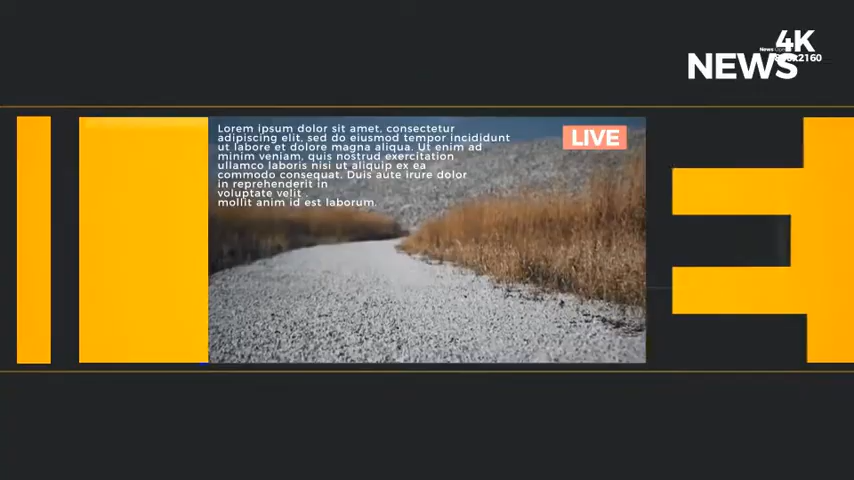 4K
NEWS
Lorem ipsum dolor sit amet, consectetur
adipiscing elit, sed do eiusmod tempor incididunt
ut labore et dolore magna aliqua. Ut enim ad
minim veniam, quis nostrud exercitation
ullamco laboris nisi ut aliquip ex ea
commodo consequat. Duis aute irure dolor
in reprehenderit in
voluptate velit .
mollit anim id est laborum.
LIVE